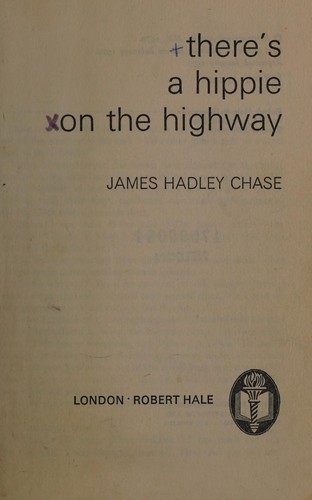 there's
a hippie
on the highway
JAMES HADLEY CHASE
LONDON · ROBERT HALE